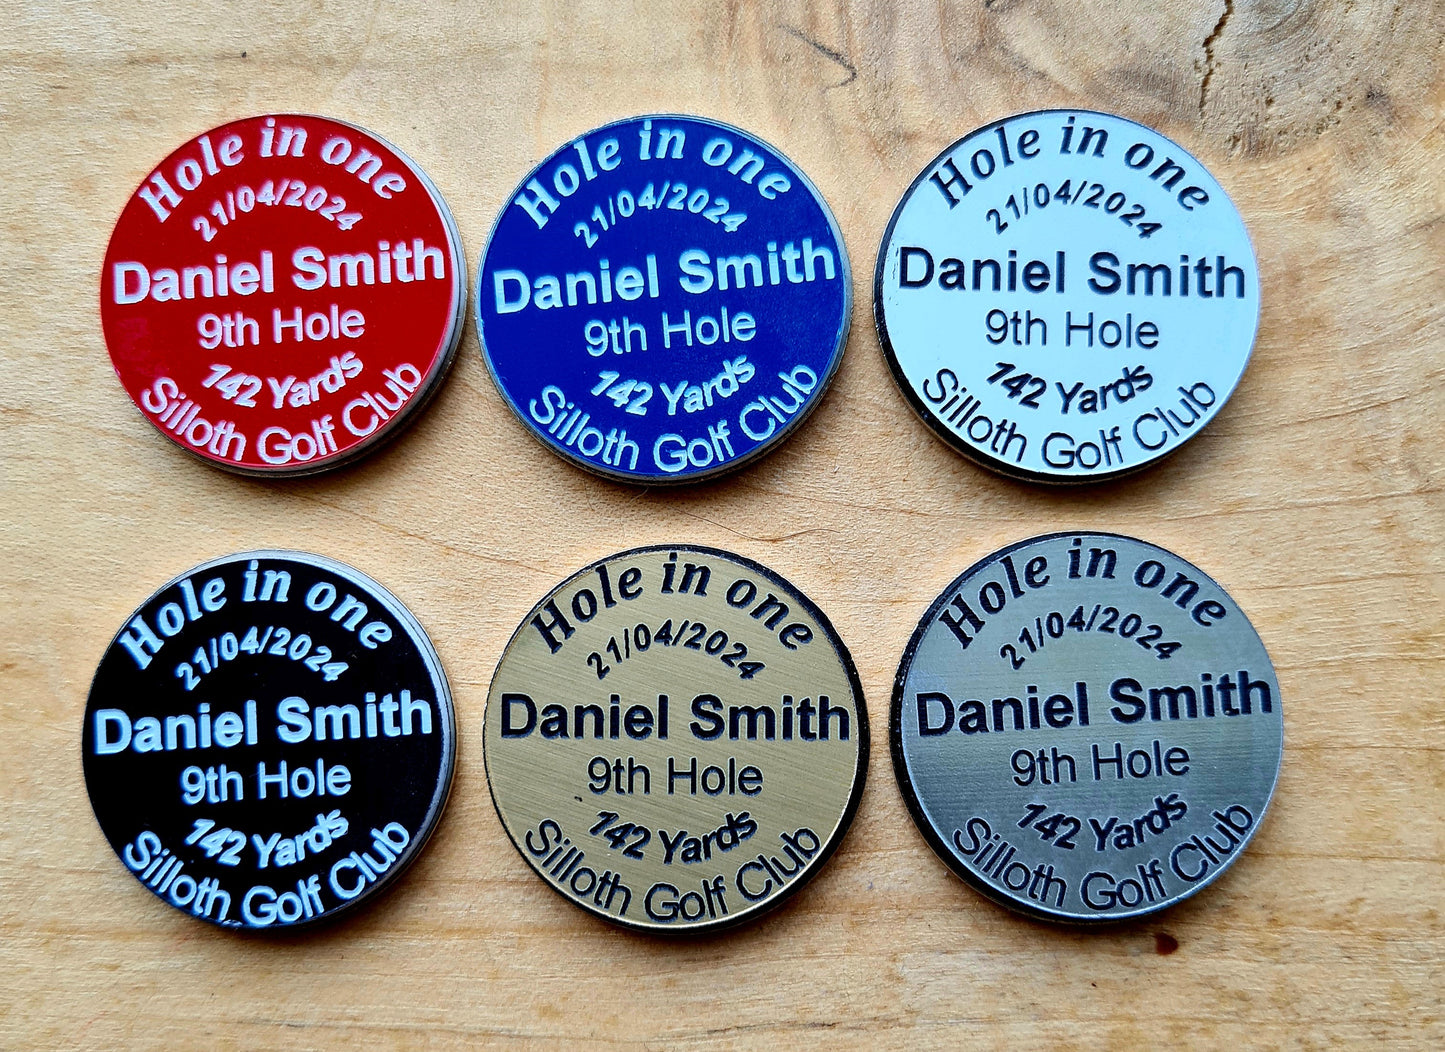 Hole in one
21/04/2024
Daniel Smith
9th Hole
142 Yards
Silloth Golf Club
Hole in one
21/04/2024
Daniel Smith
9th Hole
142 Yards
Silloth Golf Club
Hole in one
21/04/2024
Daniel Smith
9th Hole
142 Yards
Silloth Golf Club
Hole in one
21/04/2024
Daniel Smith
9th Hole
142 Yards
Silloth Golf Club
Hole in one
21/04/2024
Daniel Smith
9th Hole
142 Yards
Silloth Golf Club
Hole in one
21/04/2024
Daniel Smith
9th Hole
142 Yards
Silloth Golf Club